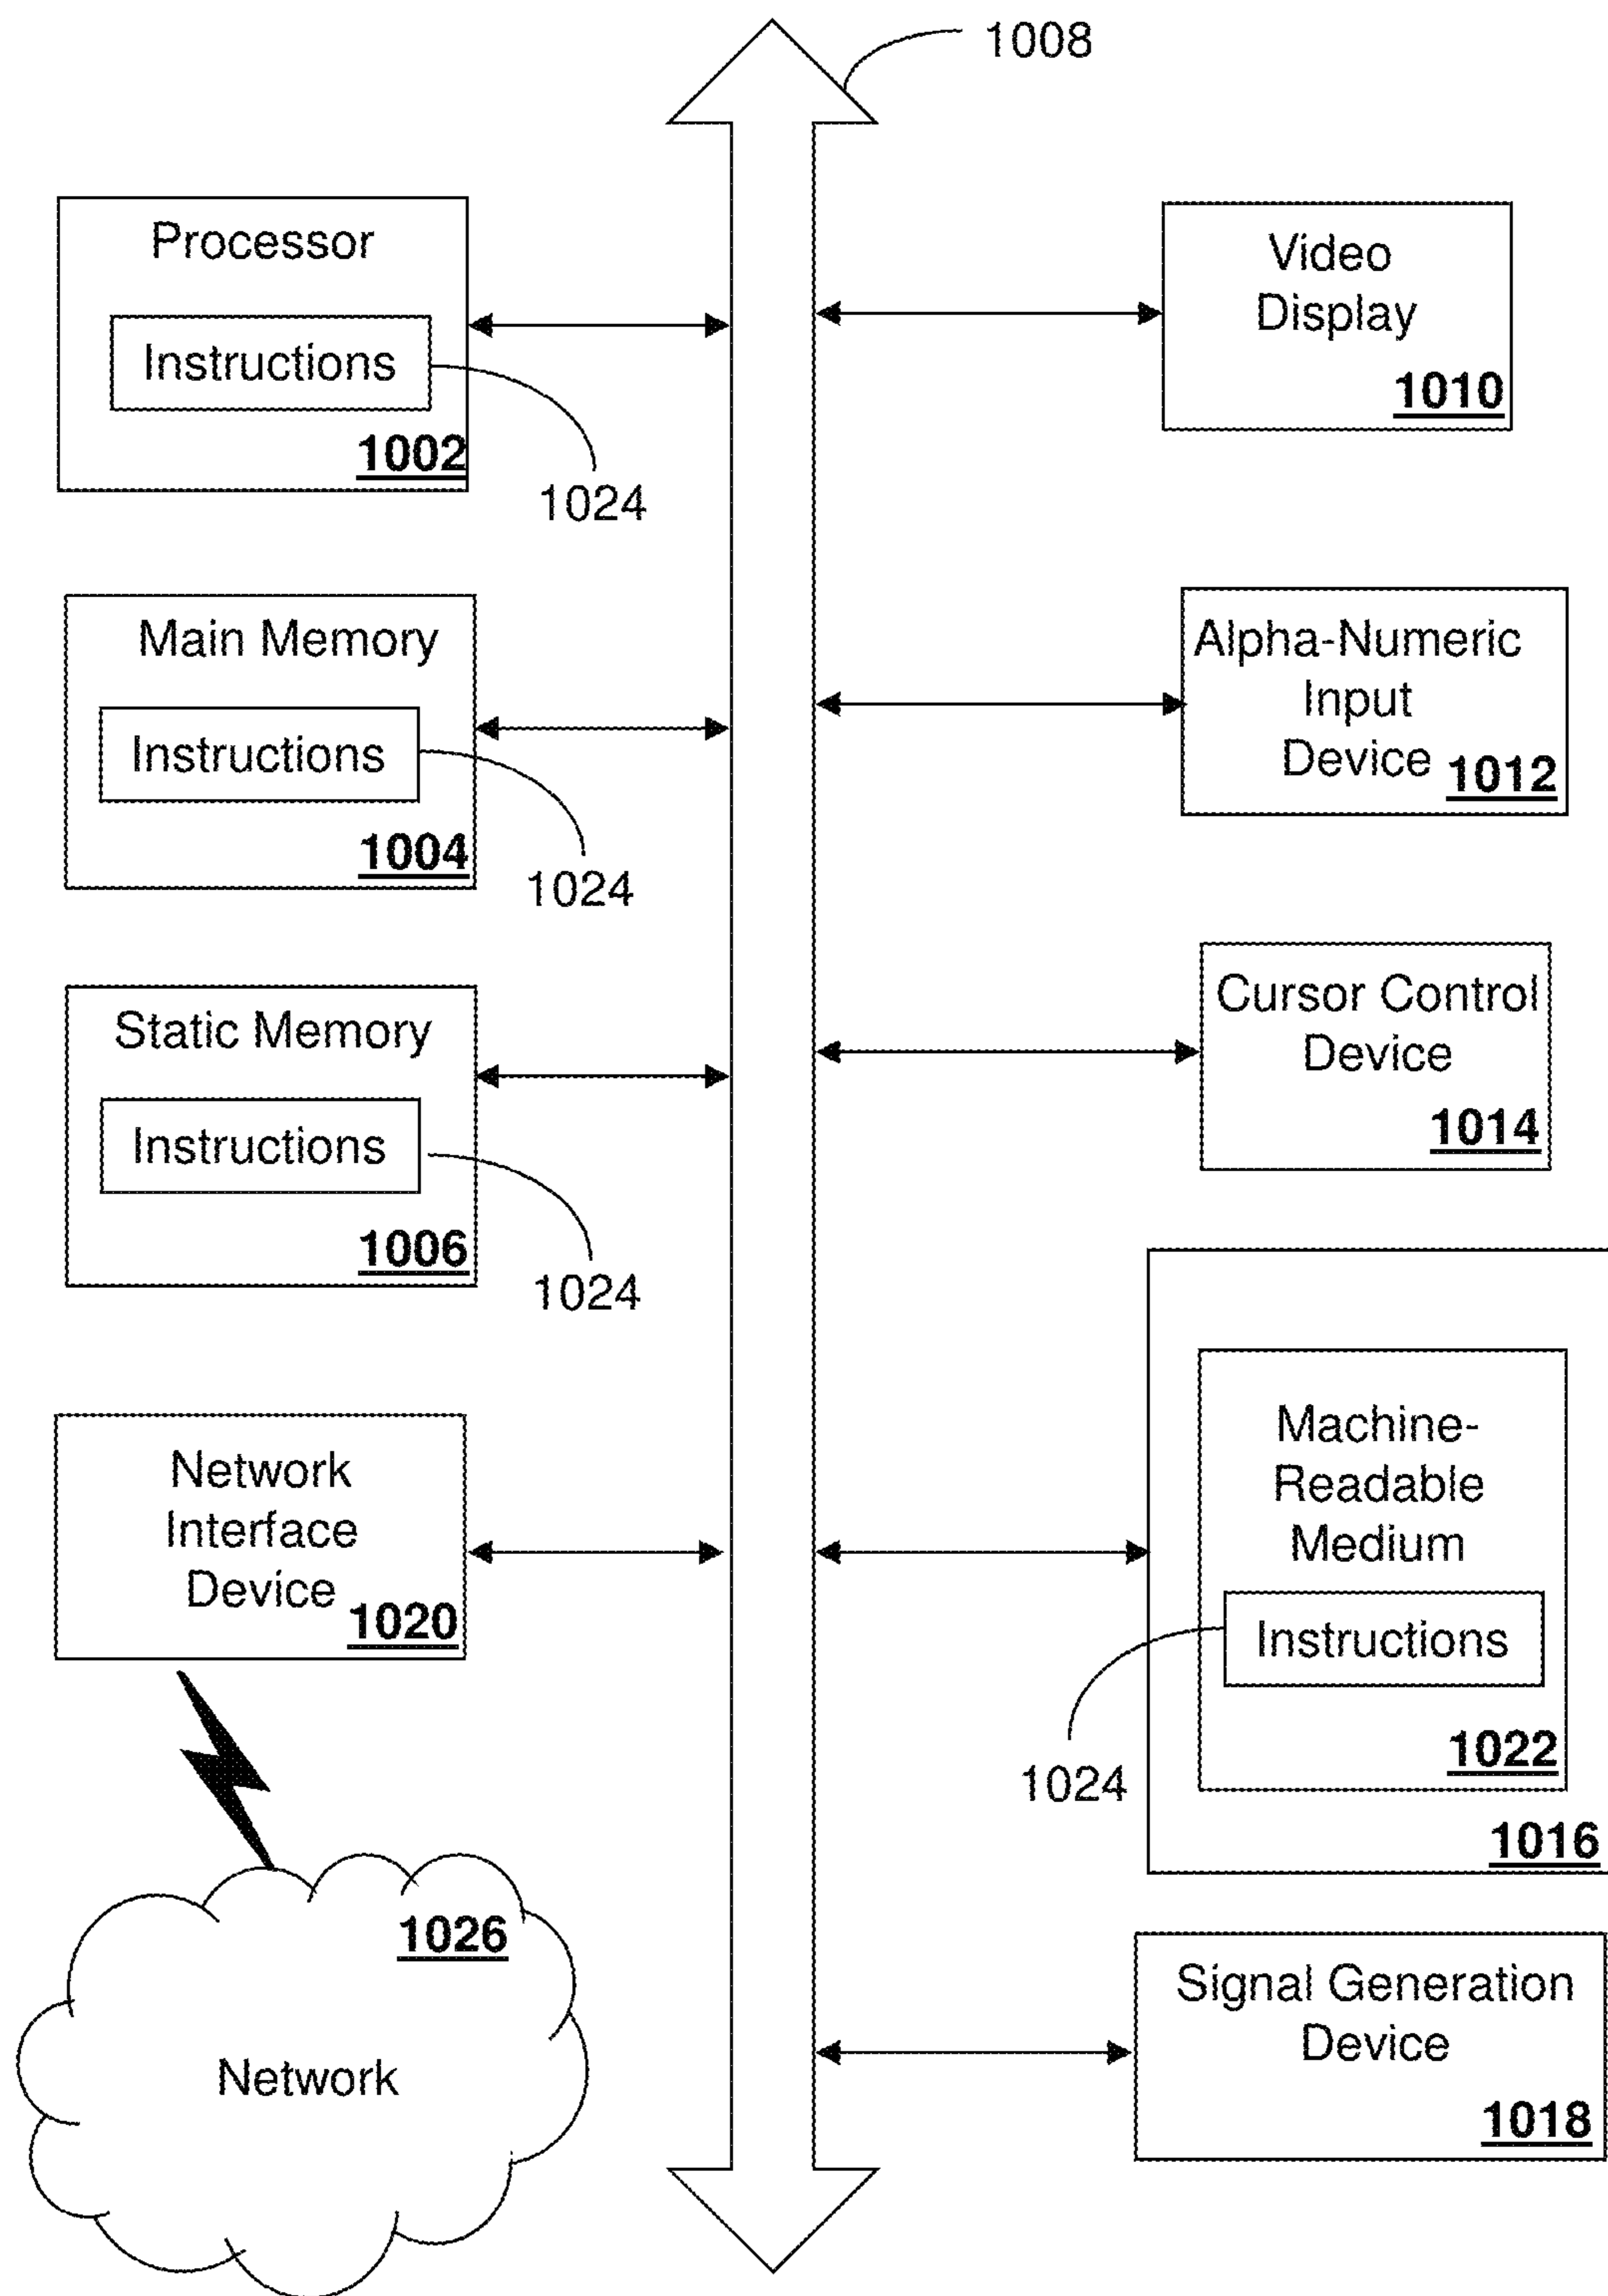 1008
Processor
Instructions
1002
1024
Main Memory
Instructions
1004
1024
Static Memory
Instructions
1006
1024
Network
Interface
Device
1020
1026
Network
Video
Display
1010
Alpha-Numeric
Input
Device
1012
Cursor Control
Device
1014
Machine-
Readable
Medium
Instructions
1022
1024
1016
Signal Generation
Device
1018